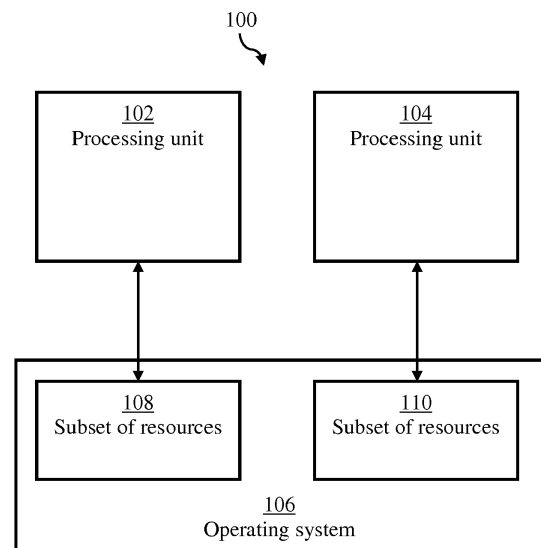 100
102
Processing unit
104
Processing unit
108
Subset of resources
110
Subset of resources
106
Operating system